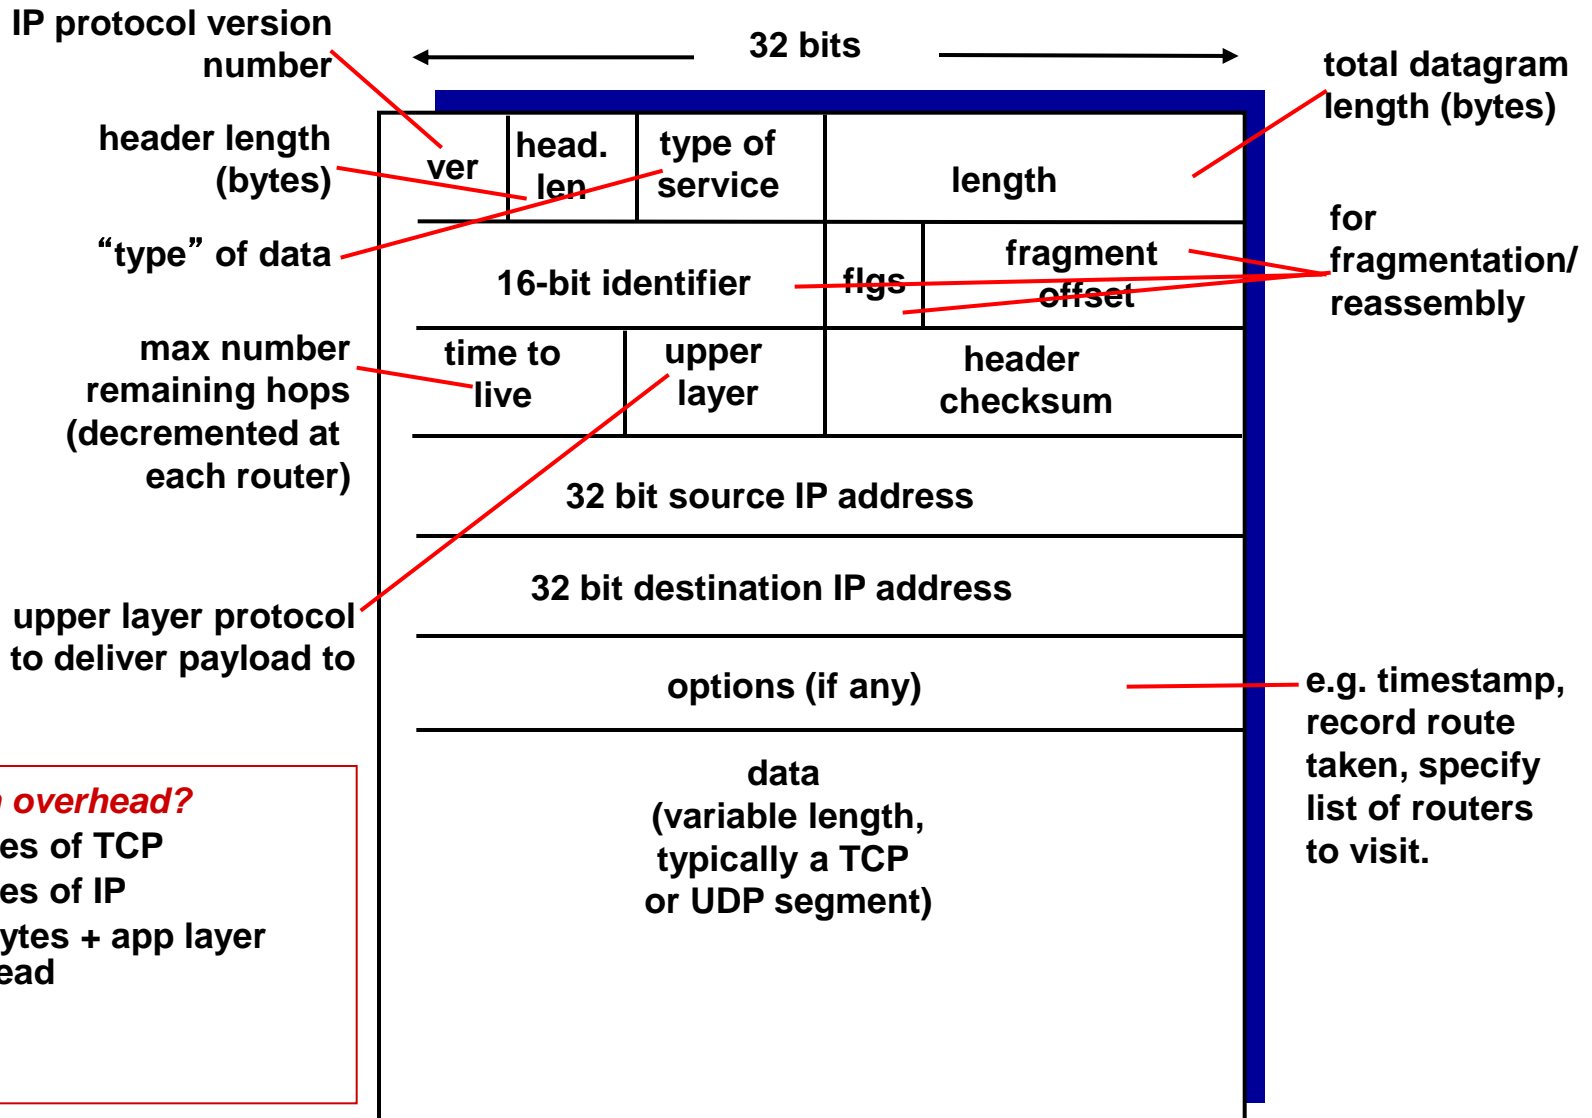 IP protocol version
number
32 bits
total datagram
length (bytes)
header length
(bytes)
ver
head.
len
type of
service
length
“type” of data
for
fragmentation/
reassembly
16-bit identifier
flgs
fragment
offset
max number
remaining hops
(decremented at
each router)
time to
live
upper
layer
header
checksum
32 bit source IP address
32 bit destination IP address
upper layer protocol
to deliver payload to
options (if any)
e.g. timestamp,
record route
taken, specify
list of routers
to visit.
data
(variable length,
typically a TCP
or UDP segment)
overhead?
of TCP
of IP
+ app layer